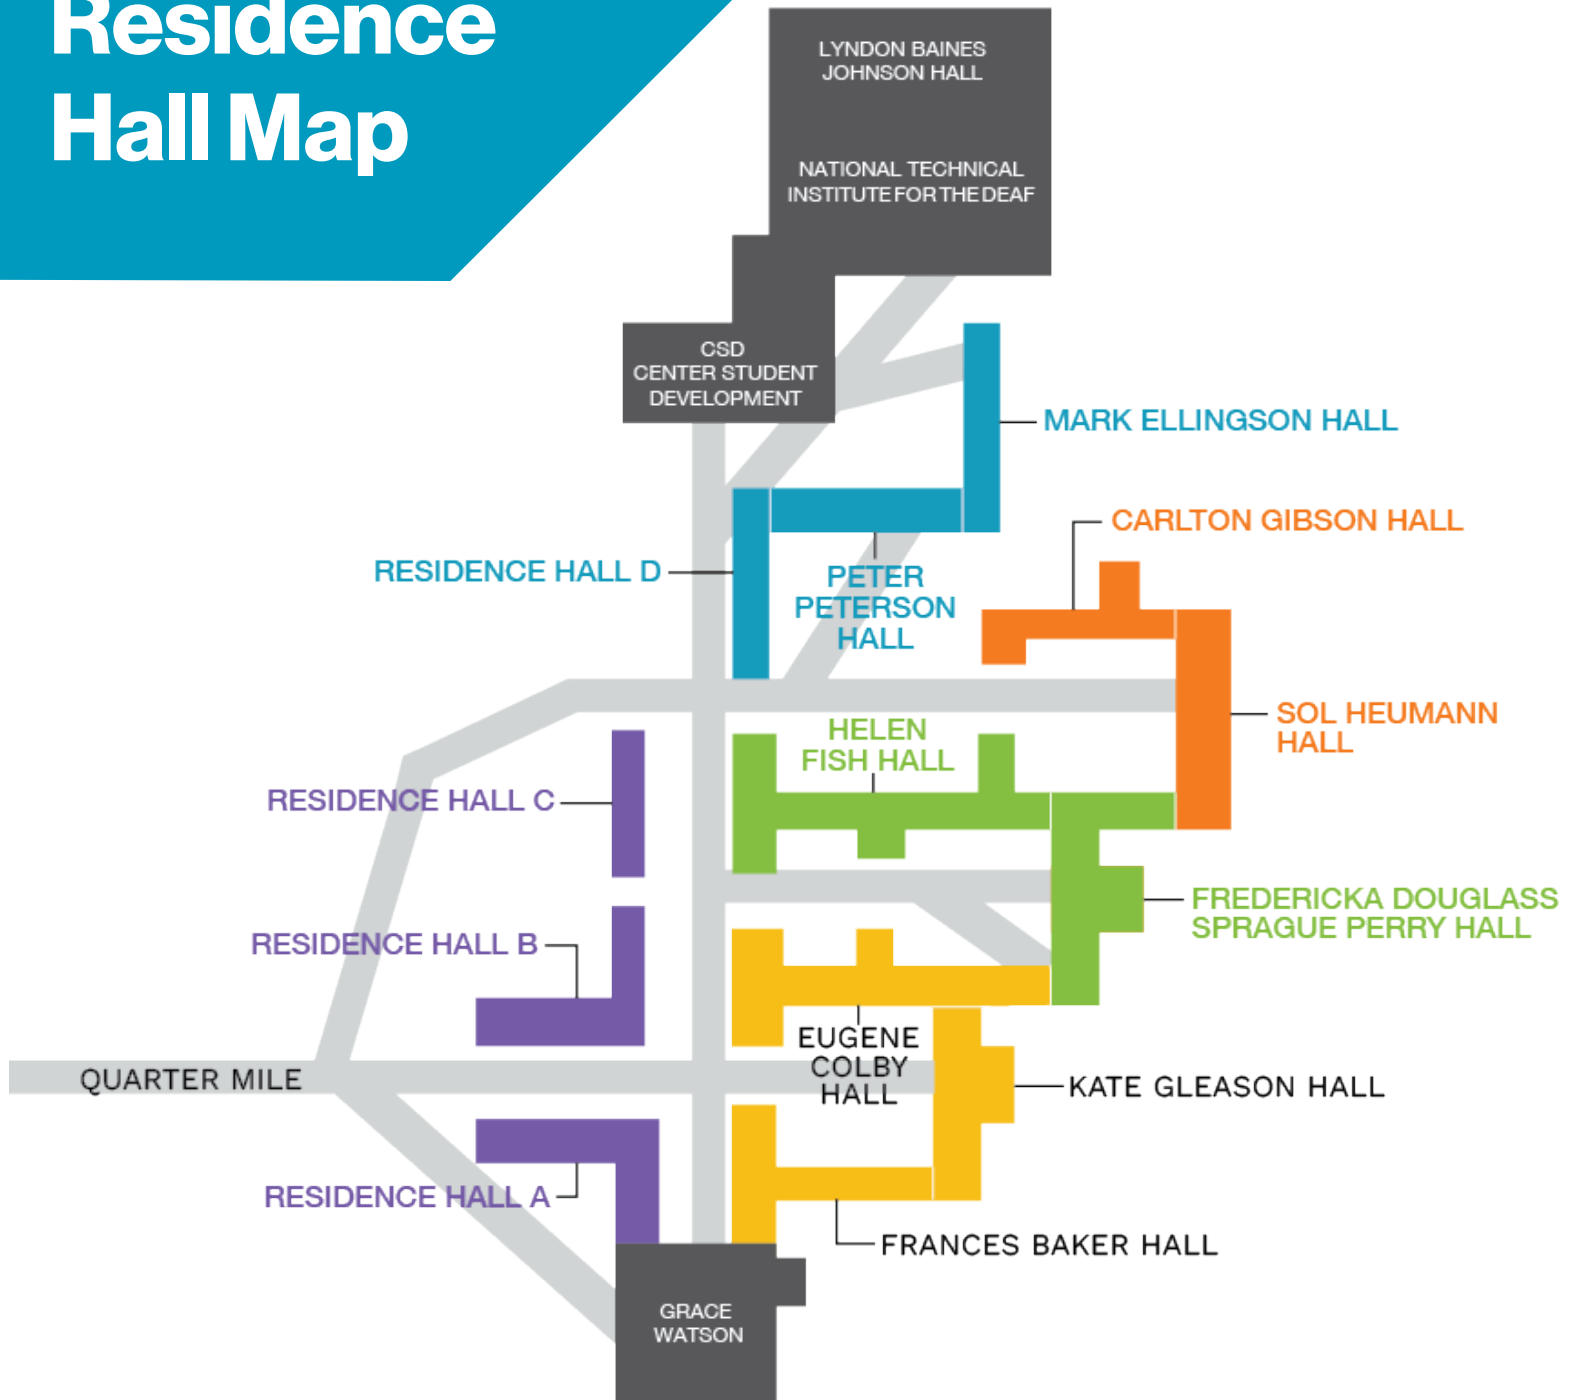 Residence
Hall Map
LYNDON BAINES
JOHNSON HALL
NATIONAL TECHNICAL
INSTITUTE FOR THE DEAF
CSD
CENTER STUDENT
DEVELOPMENT
MARK ELLINGSON HALL
CARLTON GIBSON HALL
RESIDENCE HALL D
PETER
PETERSON
HALL
SOL HEUMANN
HALL
HELEN
FISH HALL
RESIDENCE HALL C
FREDERICKA DOUGLASS
SPRAGUE PERRY HALL
RESIDENCE HALL B
EUGENE
COLBY
HALL
QUARTER MILE
KATE GLEASON HALL
RESIDENCE HALL A
FRANCES BAKER HALL
GRACE
WATSON